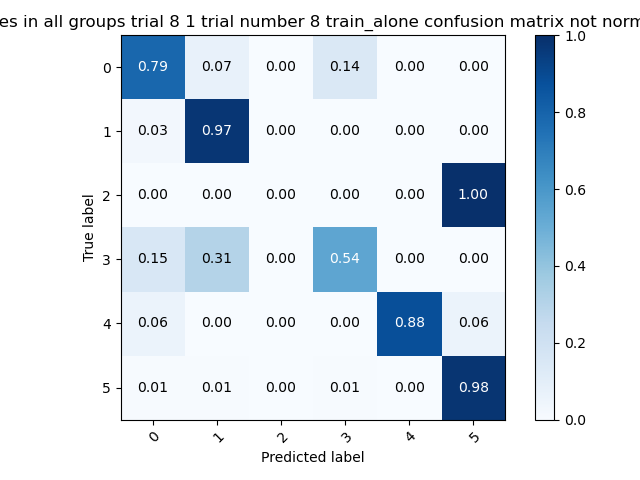 es in all groups trial 8 1 trial number 8 train_alone confusion matrix not norm
0 0.79 0.07 0.00 0.14 0.00 0.00
1 0.03 0.97 0.00 0.00 0.00 0.00
2 0.00 0.00 0.00 0.00 0.00 1.00
3 0.15 0.31 0.00 0.54 0.00 0.00
4 0.06 0.00 0.00 0.00 0.88 0.06
5 0.01 0.01 0.00 0.01 0.00 0.98
0 1 2 3 4 5
True label
Predicted label
1.0
0.8
0.6
0.4
0.2
0.0